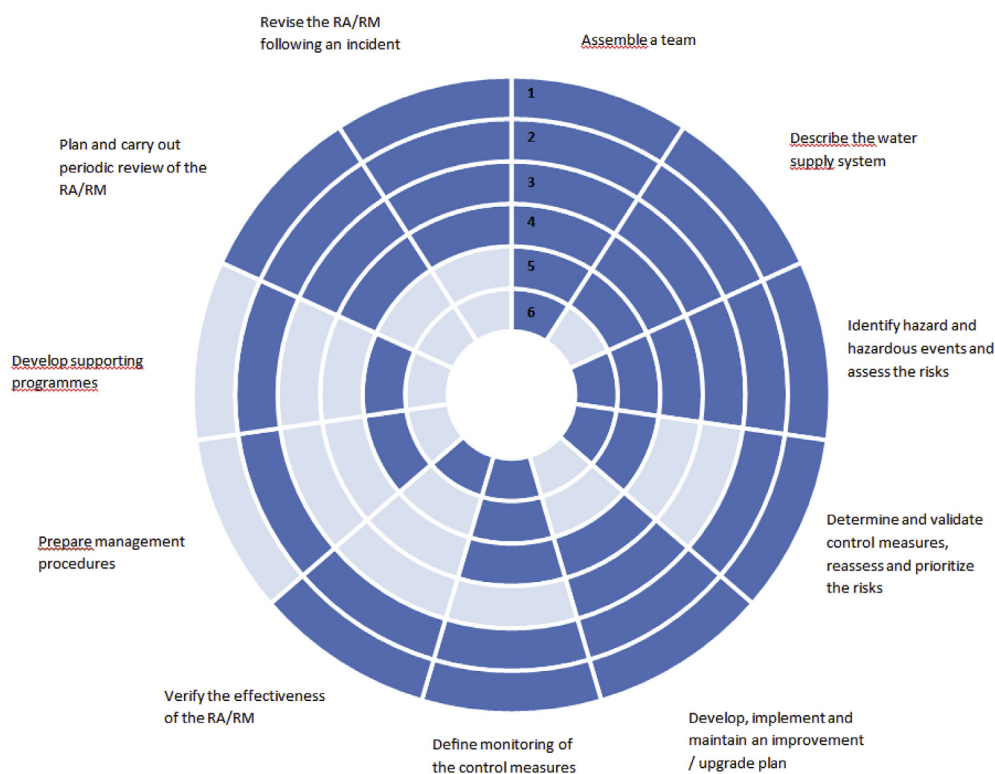 Revise the RA/RM
following an incident
Assemble a team
1
2
3
4
5
6
Describe the water
supply system
Identify hazard and
hazardous events and
assess the risks
Determine and validate
control measures,
reassess and prioritize
the risks
Develop, implement and
maintain an improvement
/ upgrade plan
Define monitoring of
the control measures
Verify the effectiveness
of the RA/RM
Prepare management
procedures
Develop supporting
programmes
Plan and carry out
periodic review of the
RA/RM